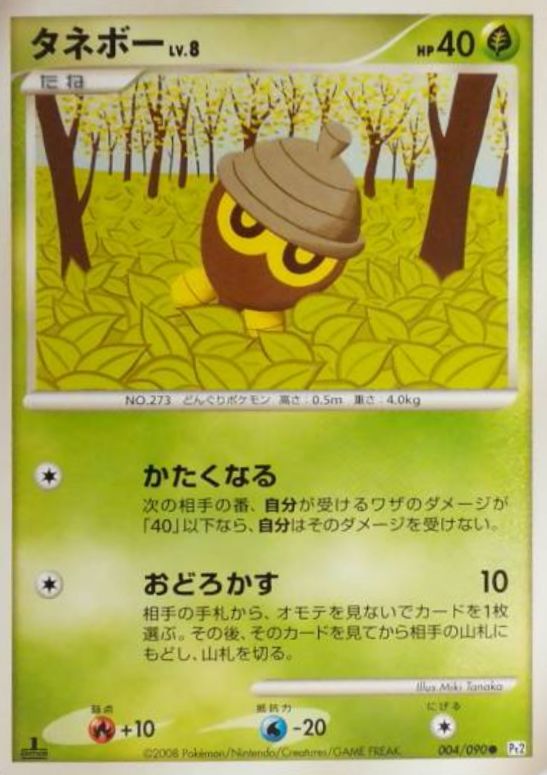 タネボー LV.8 HP40
たね
NO.273 どんぐりポケモン 高さ:0.5m 重さ:4.0kg
かたくなる
次の相手の番、自分が受けるワザのダメージが
「40」以下なら、自分はそのダメージを受けない。
おどろかす 10
相手の手札から、オモテを見ないでカードを1枚
選ぶ。その後、そのカードを見てから相手の山札に
もどし、山札を切る。
Illus. Miki Tanaka
弱点 抵抗力 にげる
+10 -20
1 EDITION ©2008 Pokémon/Nintendo/Creatures/GAME FREAK. 004/090● Pt2